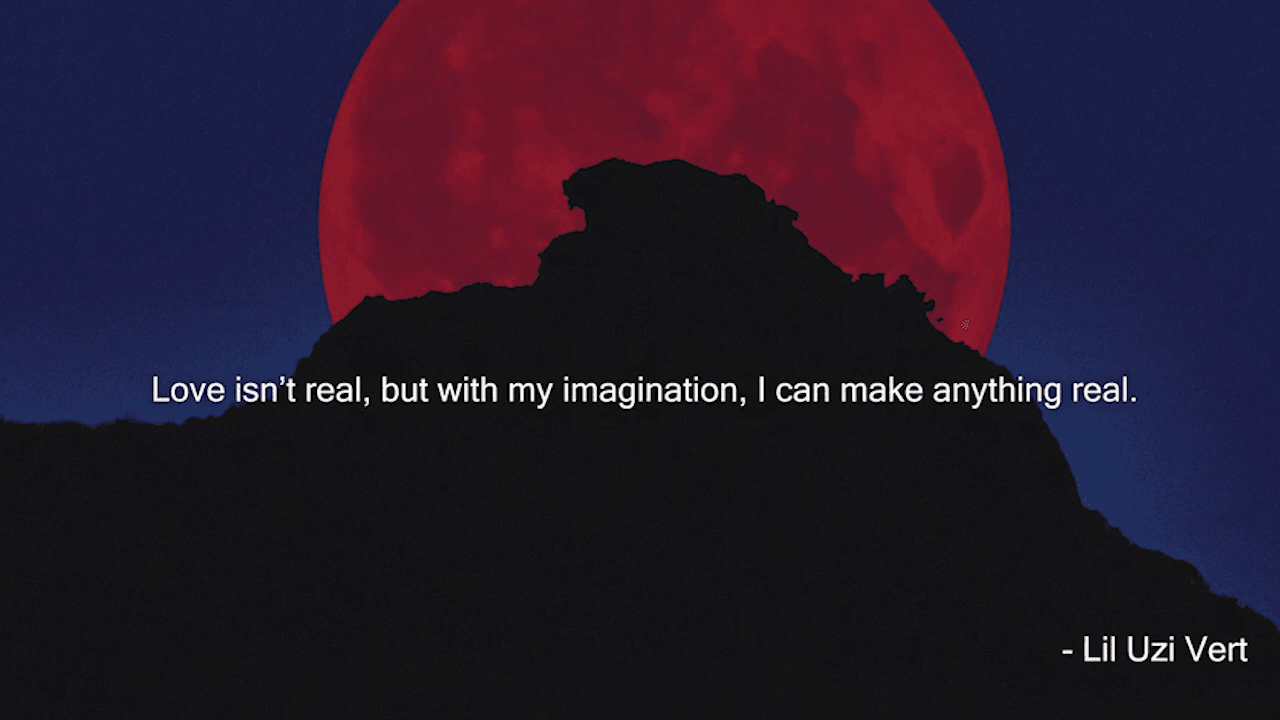 Love isn’t real, but with my imagination, I can make anything real.
- Lil Uzi Vert